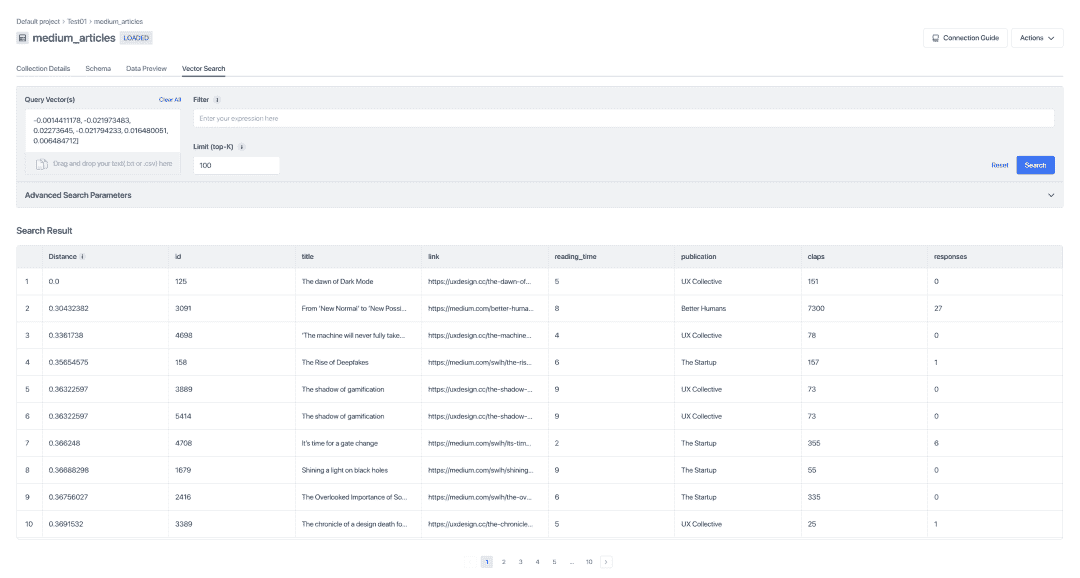 Default project > Test01 > medium_articles
medium_articles LOADED
Connection Guide Actions
Collection Details Schema Data Preview Vector Search
Query Vector(s) Clear All Filter i
-0.0014411178, -0.021973483,
0.02273645, -0.021794233, 0.016480051,
0.006484712]
Enter your expression here
Drag and drop your text(.txt or .csv) here
Limit (top-K) i
100
Reset Search
Advanced Search Parameters
Search Result
Distance i id title link reading_time publication claps responses
1 0.0 125 The dawn of Dark Mode https://uxdesign.cc/the-dawn-of... 5 UX Collective 151 0
2 0.30432382 3091 From 'New Normal' to 'New Possi... https://medium.com/better-huma... 8 Better Humans 7300 27
3 0.3361738 4698 'The machine will never fully take... https://uxdesign.cc/the-machine... 4 UX Collective 78 0
4 0.35654575 158 The Rise of Deepfakes https://medium.com/swlh/the-ris... 6 The Startup 157 1
5 0.36322597 3889 The shadow of gamification https://uxdesign.cc/the-shadow-... 9 UX Collective 73 0
6 0.36322597 5414 The shadow of gamification https://uxdesign.cc/the-shadow-... 9 UX Collective 73 0
7 0.366248 4708 It's time for a gate change https://medium.com/swlh/its-tim... 2 The Startup 355 6
8 0.36688298 1679 Shining a light on black holes https://medium.com/swlh/shining... 9 The Startup 55 0
9 0.36756027 2416 The Overlooked Importance of So... https://medium.com/swlh/the-ov... 6 The Startup 335 0
10 0.3691532 3389 The chronicle of a design death fo... https://uxdesign.cc/the-chronicle... 5 UX Collective 25 1
1 2 3 4 5 ... 10 >